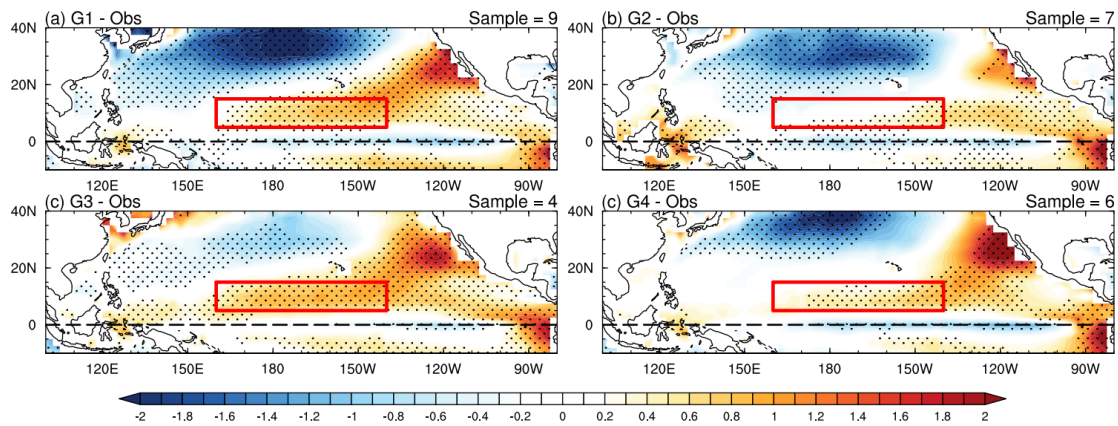 (a) G1 - Obs Sample = 9
40N
20N
0
120E 150E 180 150W 120W 90W
(b) G2 - Obs Sample = 7
40N
20N
0
120E 150E 180 150W 120W 90W
(c) G3 - Obs Sample = 4
40N
20N
0
120E 150E 180 150W 120W 90W
(c) G4 - Obs Sample = 6
40N
20N
0
120E 150E 180 150W 120W 90W
-2 -1.8 -1.6 -1.4 -1.2 -1 -0.8 -0.6 -0.4 -0.2 0 0.2 0.4 0.6 0.8 1 1.2 1.4 1.6 1.8 2